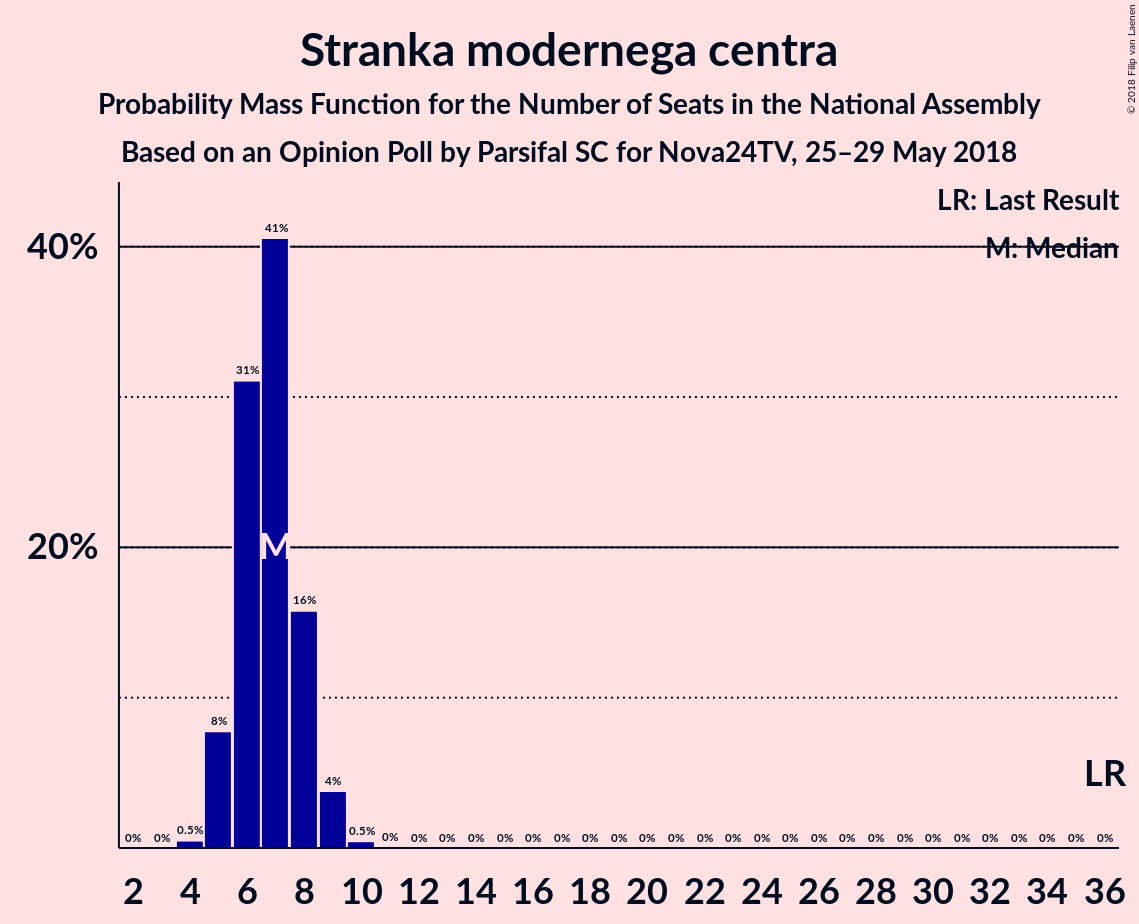 Stranka modernega centra
Probability Mass Function for the Number of Seats in the National Assembly
Based on an Opinion Poll by Parsifal SC for Nova24TV, 25–29 May 2018
© 2018 Filip van Laenen
LR: Last Result
M: Median
40%
20%
0% 0% 0.5% 8% 31% 41% 16% 4% 0.5% 0% 0% 0% 0% 0% 0% 0% 0% 0% 0% 0% 0% 0% 0% 0% 0% 0% 0% 0% 0% 0% 0% 0% 0% 0% 0%
M
LR
2 4 6 8 10 12 14 16 18 20 22 24 26 28 30 32 34 36